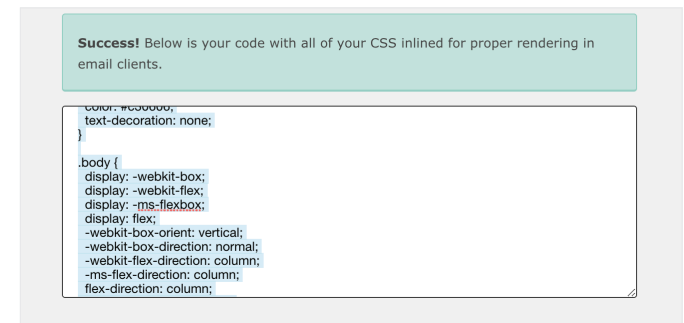 Success! Below is your code with all of your CSS inlined for proper rendering in
email clients.
text-decoration: none;
}
.body {
display: -webkit-box;
display: -webkit-flex;
display: -ms-flexbox;
display: flex;
-webkit-box-orient: vertical;
-webkit-box-direction: normal;
-webkit-flex-direction: column;
-ms-flex-direction: column;
flex-direction: column;